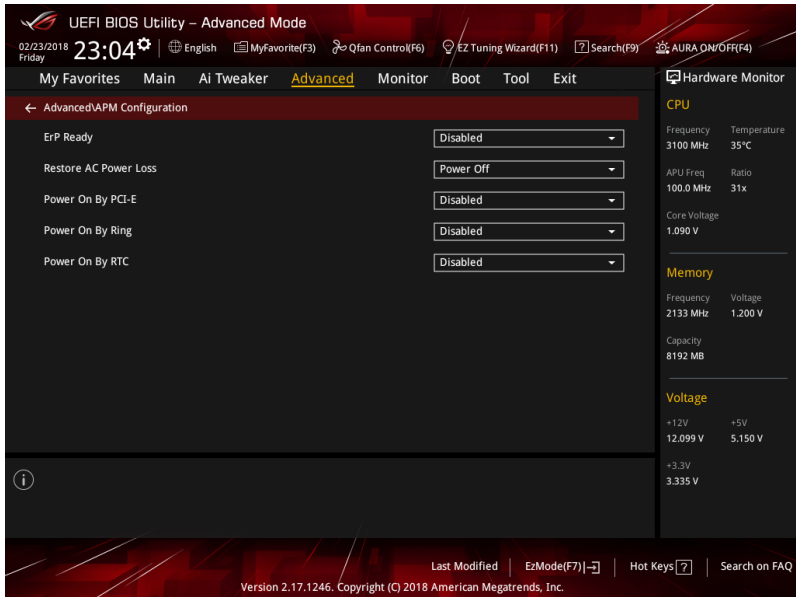 UEFI BIOS Utility – Advanced Mode
02/23/2018 Friday 23:04 English MyFavorite(F3) Qfan Control(F6) EZ Tuning Wizard(F11) ? Search(F9) AURA ON/OFF(F4)
My Favorites Main Ai Tweaker Advanced Monitor Boot Tool Exit
← Advanced\APM Configuration
ErP Ready Disabled
Restore AC Power Loss Power Off
Power On By PCI-E Disabled
Power On By Ring Disabled
Power On By RTC Disabled
Hardware Monitor
CPU
Frequency Temperature
3100 MHz 35°C
APU Freq Ratio
100.0 MHz 31x
Core Voltage
1.090 V
Memory
Frequency Voltage
2133 MHz 1.200 V
Capacity
8192 MB
Voltage
+12V +5V
12.099 V 5.150 V
+3.3V
3.335 V
i
Last Modified EzMode(F7) Hot Keys ? Search on FAQ
Version 2.17.1246. Copyright (C) 2018 American Megatrends, Inc.